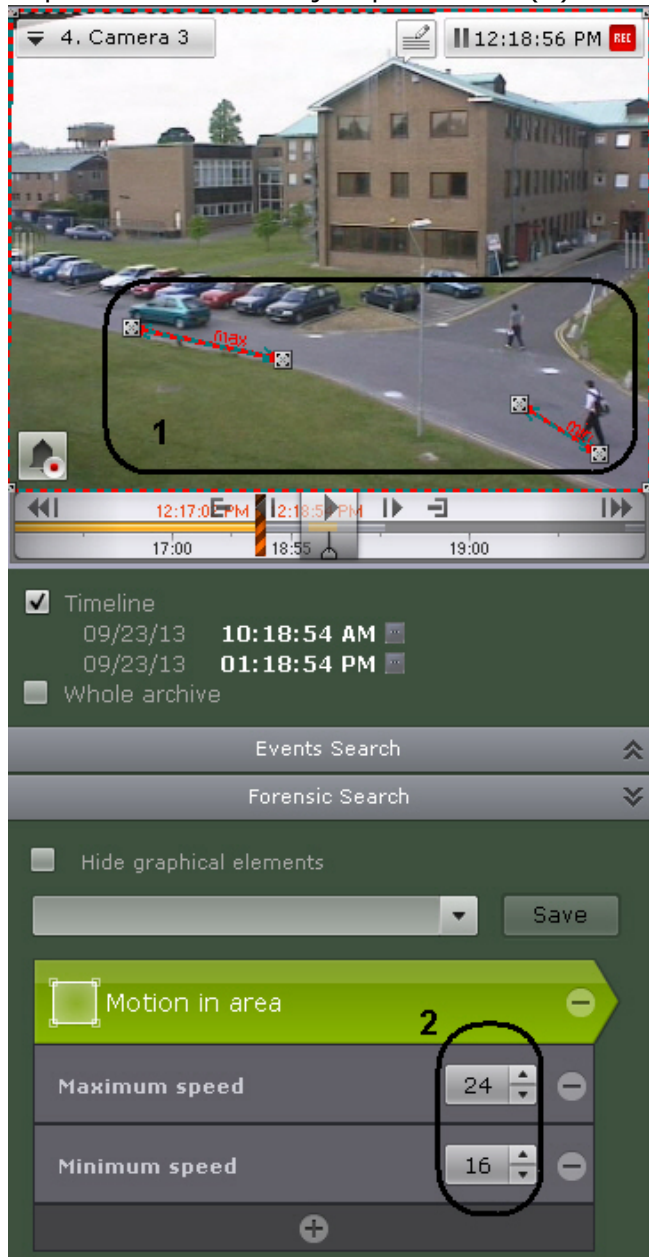 4. Camera 3
12:18:56 PM REC
max
min
1
12:17:02 PM
17:00 18:55 19:00
Timeline
09/23/13 10:18:54 AM
09/23/13 01:18:54 PM
Whole archive
Events Search
Forensic Search
Hide graphical elements
Save
Motion in area
2
Maximum speed 24
Minimum speed 16